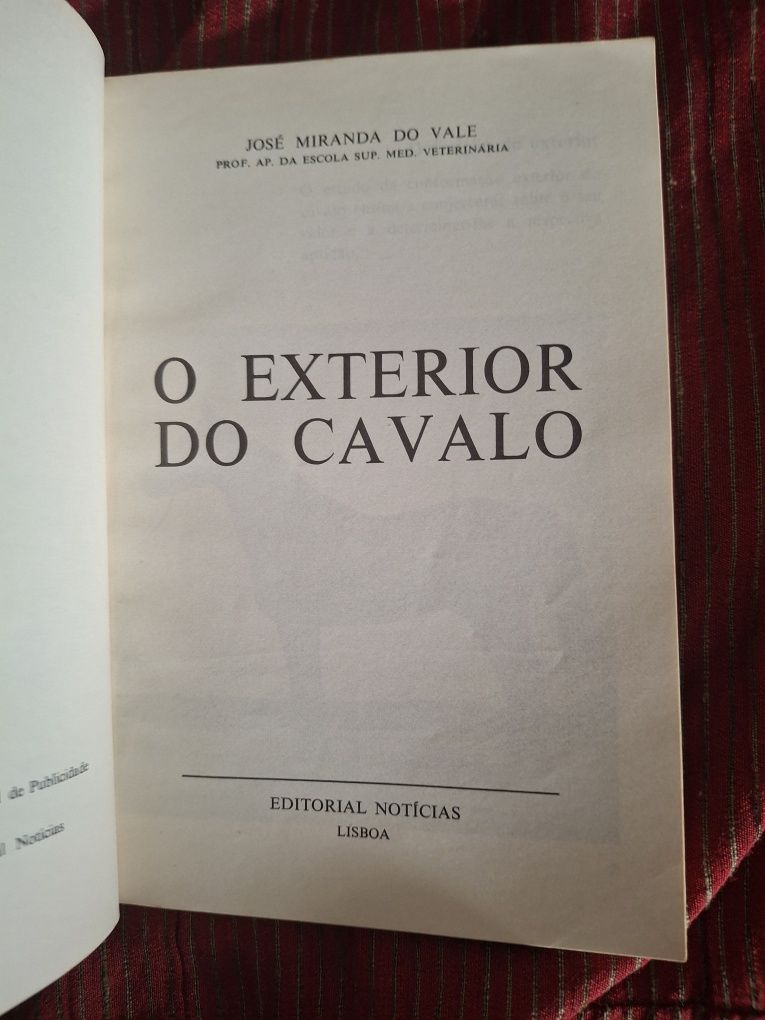 JOSÉ MIRANDA DO VALE
PROF. AP. DA ESCOLA SUP. MED. VETERINÁRIA
O EXTERIOR
DO CAVALO
EDITORIAL NOTÍCIAS
LISBOA
de Publicidade
Notícias